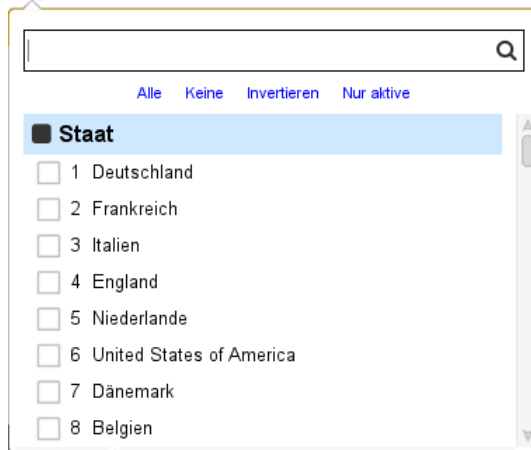 Alle Keine Invertieren Nur aktive
Staat
1 Deutschland
2 Frankreich
3 Italien
4 England
5 Niederlande
6 United States of America
7 Dänemark
8 Belgien